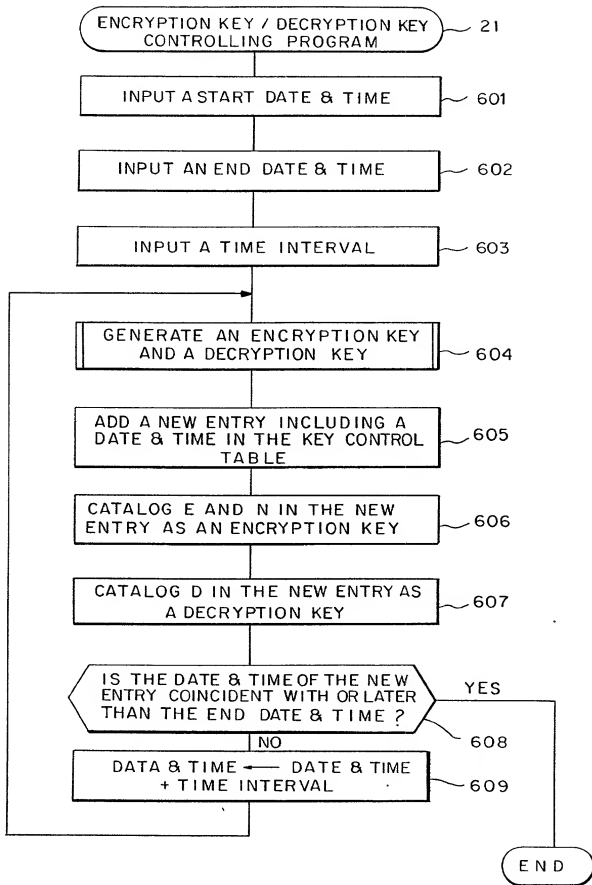 ENCRYPTION KEY / DECRYPTION KEY
CONTROLLING PROGRAM
21
INPUT A START DATE & TIME
601
INPUT AN END DATE & TIME
602
INPUT A TIME INTERVAL
603
GENERATE AN ENCRYPTION KEY
AND A DECRYPTION KEY
604
ADD A NEW ENTRY INCLUDING A
DATE & TIME IN THE KEY CONTROL
TABLE
605
CATALOG E AND N IN THE NEW
ENTRY AS AN ENCRYPTION KEY
606
CATALOG D IN THE NEW ENTRY AS
A DECRYPTION KEY
607
IS THE DATE & TIME OF THE NEW
ENTRY COINCIDENT WITH OR LATER
THAN THE END DATE & TIME ?
YES
608
NO
DATA & TIME ← DATE & TIME
+ TIME INTERVAL
609
END